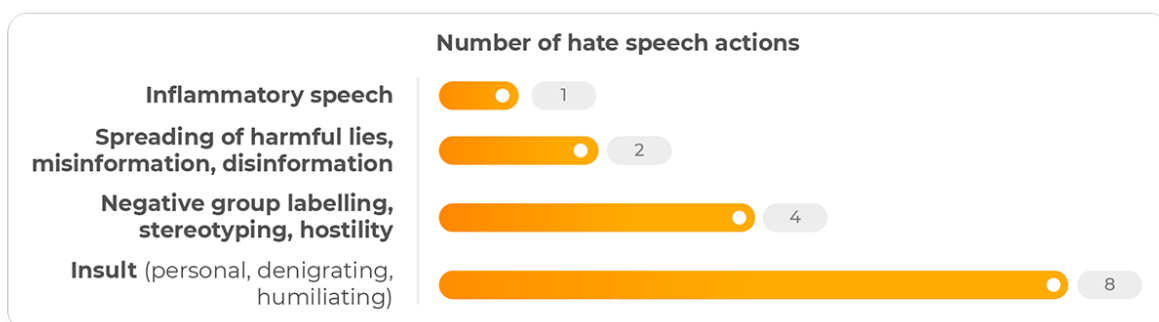 Number of hate speech actions
Inflammatory speech
1
Spreading of harmful lies,
misinformation, disinformation
2
Negative group labelling,
stereotyping, hostility
4
Insult (personal, denigrating,
humiliating)
8